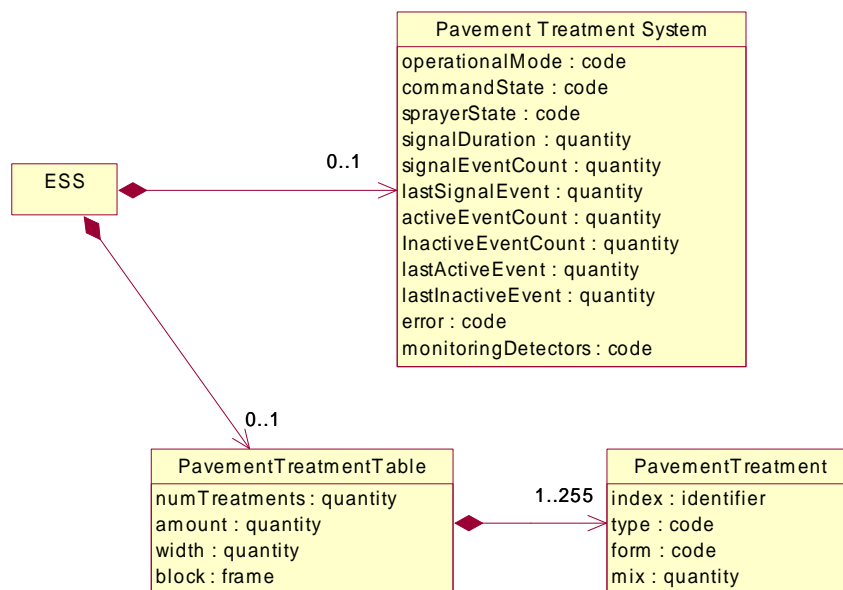 Pavement Treatment System
operationalMode : code
commandState : code
sprayerState : code
signalDuration : quantity
signalEventCount : quantity
lastSignalEvent : quantity
activeEventCount : quantity
InactiveEventCount : quantity
lastActiveEvent : quantity
lastInactiveEvent : quantity
error : code
monitoringDetectors : code
0..1
ESS
0..1
PavementTreatmentTable
numTreatments : quantity
amount : quantity
width : quantity
block : frame
1..255
PavementTreatment
index : identifier
type : code
form : code
mix : quantity